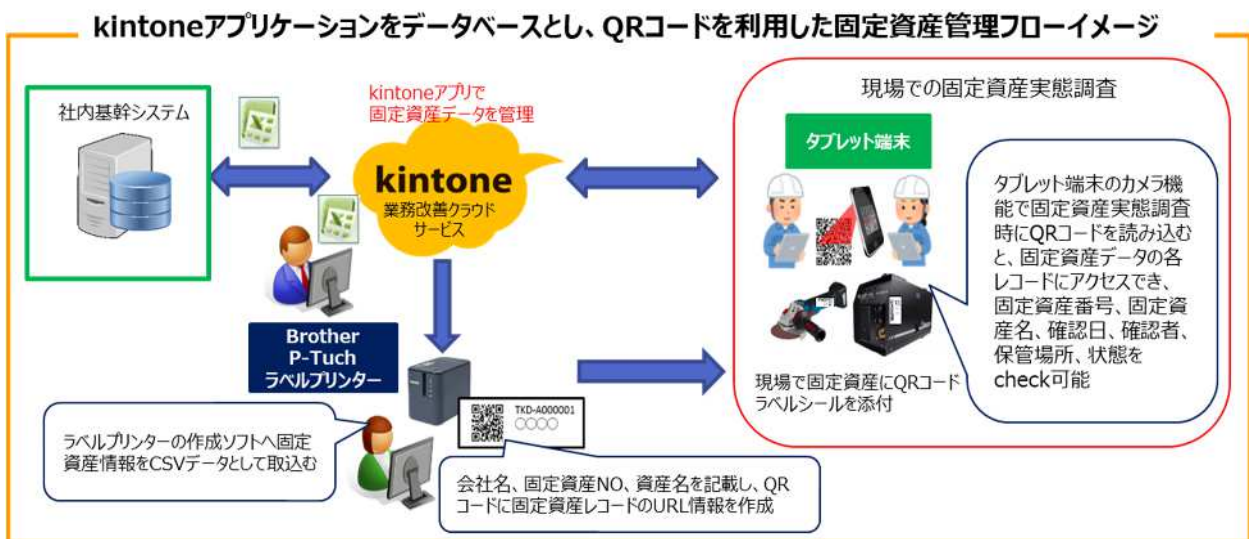 kintoneアプリケーションをデータベースとし、QRコードを利用した固定資産管理フローイメージ
社内基幹システム
kintoneアプリで
固定資産データを管理
kintone
業務改善クラウド
サービス
Brother
P-Tuch
ラベルプリンター
ラベルプリンターの作成ソフトへ固定
資産情報をCSVデータとして取込む
TKD-A000001
〇〇〇〇
会社名、固定資産NO、資産名を記載し、QR
コードに固定資産レコードのURL情報を作成
現場での固定資産実態調査
タブレット端末
現場で固定資産にQRコード
ラベルシールを添付
タブレット端末のカメラ機
能で固定資産実態調査
時にQRコードを読み込む
と、固定資産データの各
レコードにアクセスでき、
固定資産番号、固定資
産名、確認日、確認者、
保管場所、状態を
check可能